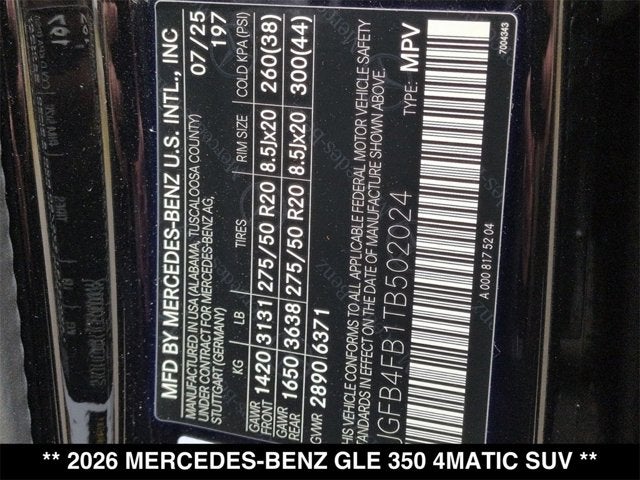 MFD BY MERCEDES-BENZ U.S. INTL., INC
MANUFACTURED IN USA (ALABAMA, TUSCALOOSA COUNTY) 07/25
UNDER CONTRACT FOR MERCEDES-BENZ AG, 197
STUTTGART (GERMANY)
KG LB TIRES RIM SIZE COLD KPA (PSI)
GAWR FRONT 1420 3131 275/50 R20 8.5Jx20 260(38)
GAWR REAR 1650 3638 275/50 R20 8.5Jx20 300(44)
GVWR 2890 6371
THIS VEHICLE CONFORMS TO ALL APPLICABLE FEDERAL MOTOR VEHICLE SAFETY
STANDARDS IN EFFECT ON THE DATE OF MANUFACTURE SHOWN ABOVE.
JGFB4FB1TB502024 TYPE: MPV
A 000 817 52 04
7004343
** 2026 MERCEDES-BENZ GLE 350 4MATIC SUV **